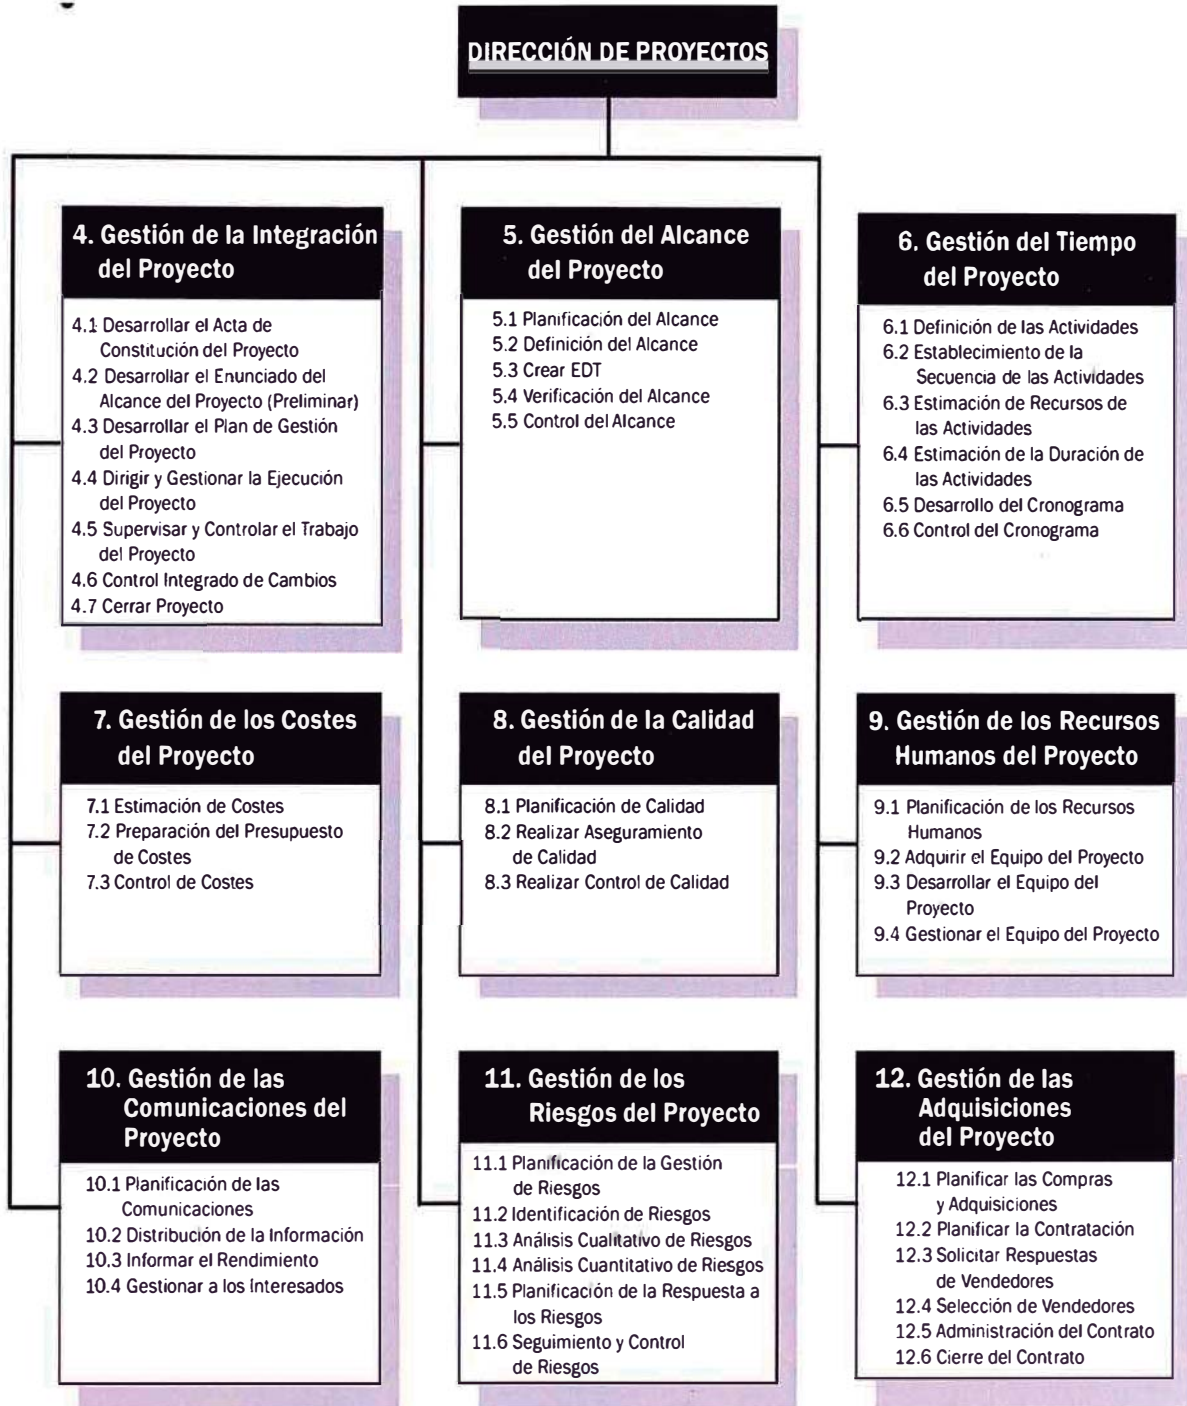 DIRECCIÓN DE PROYECTOS
4. Gestión de la Integración
del Proyecto
4.1 Desarrollar el Acta de
Constitución del Proyecto
4.2 Desarrollar el Enunciado del
Alcance del Proyecto (Preliminar)
4.3 Desarrollar el Plan de Gestión
del Proyecto
4.4 Dirigir y Gestionar la Ejecución
del Proyecto
4.5 Supervisar y Controlar el Trabajo
del Proyecto
4.6 Control Integrado de Cambios
4.7 Cerrar Proyecto
5. Gestión del Alcance
del Proyecto
5.1 Planificación del Alcance
5.2 Definición del Alcance
5.3 Crear EDT
5.4 Verificación del Alcance
5.5 Control del Alcance
6. Gestión del Tiempo
del Proyecto
6.1 Definición de las Actividades
6.2 Establecimiento de la
Secuencia de las Actividades
6.3 Estimación de Recursos de
las Actividades
6.4 Estimación de la Duración de
las Actividades
6.5 Desarrollo del Cronograma
6.6 Control del Cronograma
7. Gestión de los Costes
del Proyecto
7.1 Estimación de Costes
7.2 Preparación del Presupuesto
de Costes
7.3 Control de Costes
8. Gestión de la Calidad
del Proyecto
8.1 Planificación de Calidad
8.2 Realizar Aseguramiento
de Calidad
8.3 Realizar Control de Calidad
9. Gestión de los Recursos
Humanos del Proyecto
9.1 Planificación de los Recursos
Humanos
9.2 Adquirir el Equipo del Proyecto
9.3 Desarrollar el Equipo del
Proyecto
9.4 Gestionar el Equipo del Proyecto
10. Gestión de las
Comunicaciones del
Proyecto
10.1 Planificación de las
Comunicaciones
10.2 Distribución de la Información
10.3 Informar el Rendimiento
10.4 Gestionar a los Interesados
11. Gestión de los
Riesgos del Proyecto
11.1 Planificación de la Gestión
de Riesgos
11.2 Identificación de Riesgos
11.3 Análisis Cualitativo de Riesgos
11.4 Análisis Cuantitativo de Riesgos
11.5 Planificación de la Respuesta a
los Riesgos
11.6 Seguimiento y Control
de Riesgos
12. Gestión de las
Adquisiciones
del Proyecto
12.1 Planificar las Compras
y Adquisiciones
12.2 Planificar la Contratación
12.3 Solicitar Respuestas
de Vendedores
12.4 Selección de Vendedores
12.5 Administración del Contrato
12.6 Cierre del Contrato